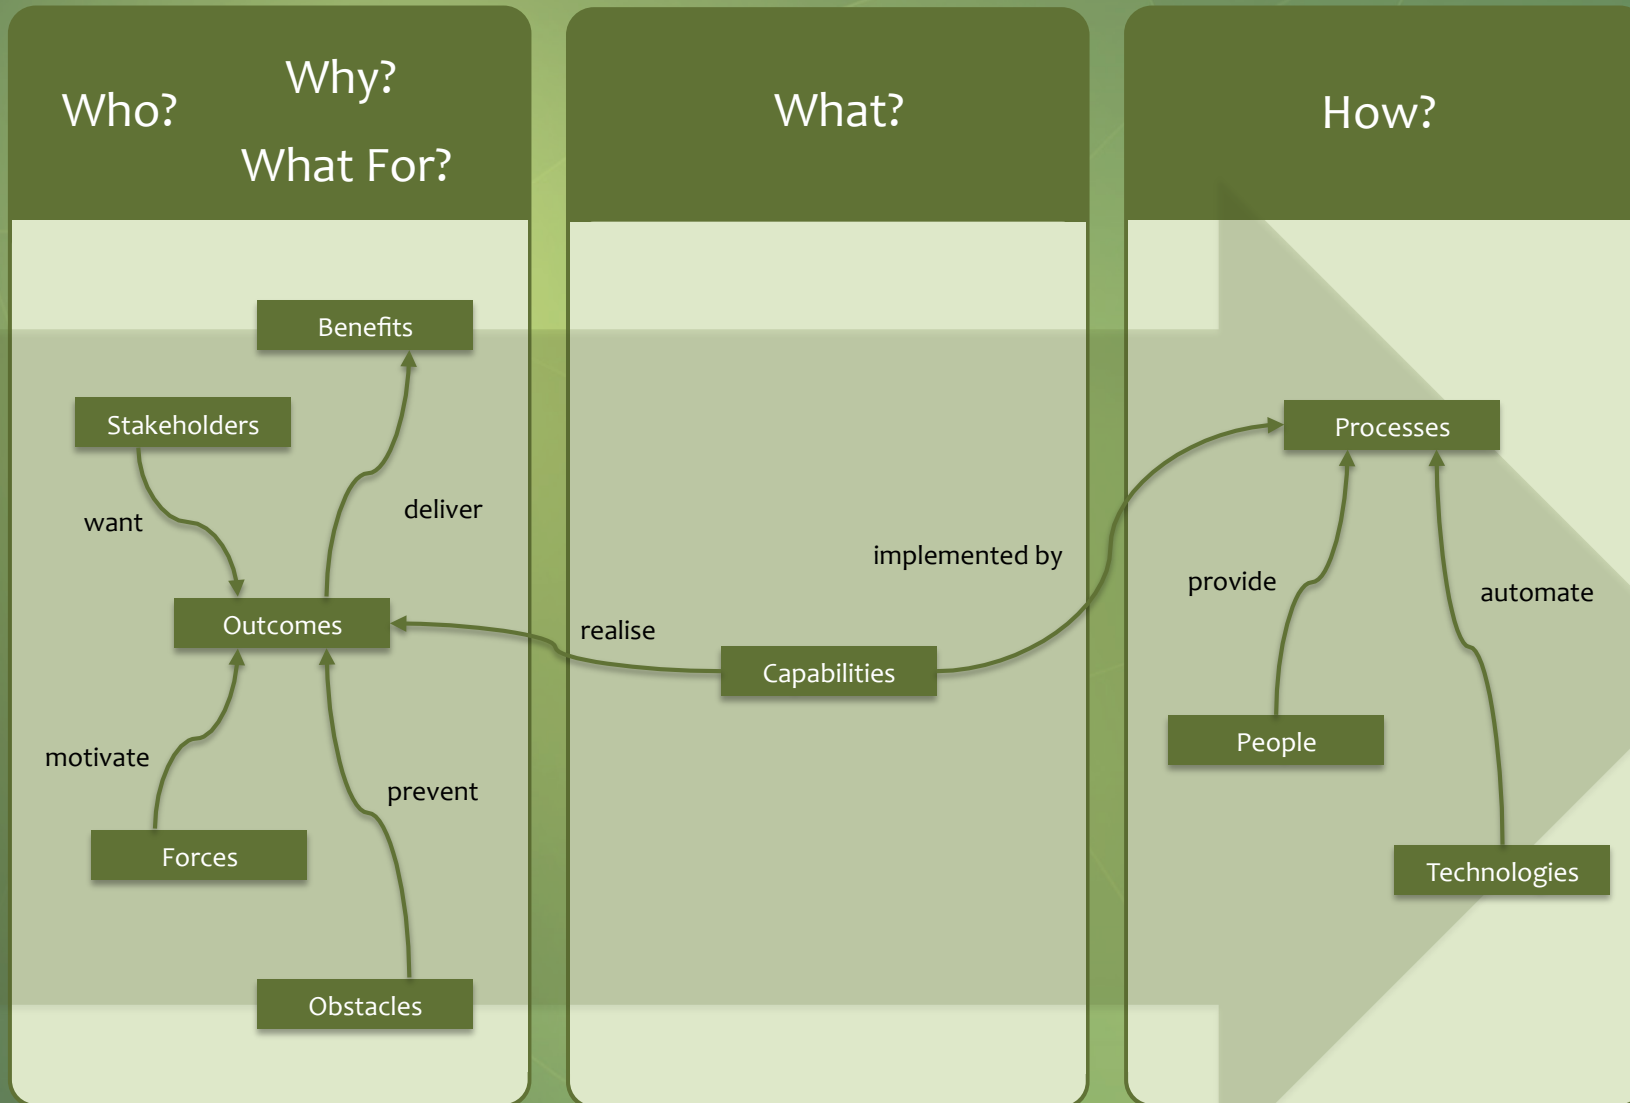 Who?
Why?
What For?
What?
How?
Benefits
Stakeholders
want
deliver
Outcomes
motivate
prevent
Forces
Obstacles
realise
implemented by
Capabilities
Processes
provide
automate
People
Technologies